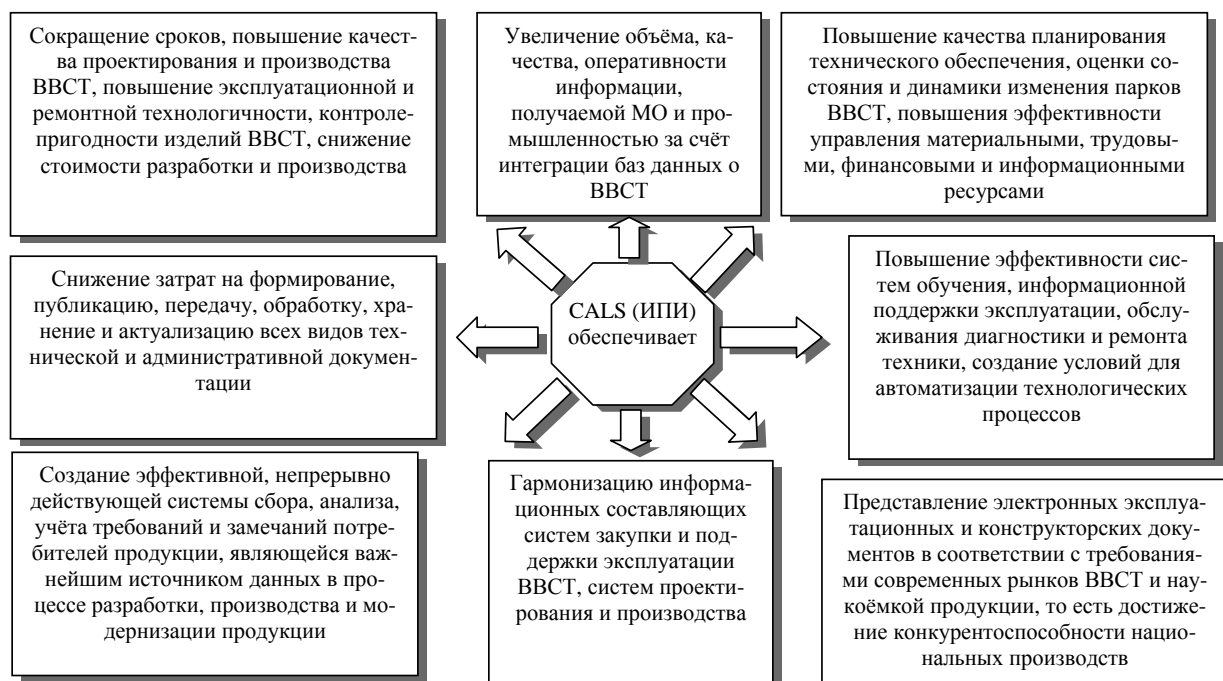 Сокращение сроков, повышение качест-
ва проектирования и производства
ВВСТ, повышение эксплуатационной и
ремонтной технологичности, контроле-
пригодности изделий ВВСТ, снижение
стоимости разработки и производства
Увеличение объёма, ка-
чества, оперативности
информации,
получаемой МО и про-
мышленностью за счёт
интеграции баз данных о
ВВСТ
Повышение качества планирования
технического обеспечения, оценки со-
стояния и динамики изменения парков
ВВСТ, повышения эффективности
управления материальными, трудовы-
ми, финансовыми и информационными
ресурсами
Снижение затрат на формирование,
публикацию, передачу, обработку, хра-
нение и актуализацию всех видов тех-
нической и административной докумен-
тации
CALS (ИПИ)
обеспечивает
Повышение эффективности сис-
тем обучения, информационной
поддержки эксплуатации, обслу-
живания диагностики и ремонта
техники, создание условий для
автоматизации технологических
процессов
Создание эффективной, непрерывно
действующей системы сбора, анализа,
учёта требований и замечаний потре-
бителей продукции, являющейся важ-
нейшим источником данных в про-
цессе разработки, производства и мо-
дернизации продукции
Гармонизацию информа-
ационных составляющих
систем закупки и под-
держки эксплуатации
ВВСТ, систем проекти-
рования и производства
Представление электронных эксплуа-
тационных и конструкторских доку-
ментов в соответствии с требования-
ми современных рынков ВВСТ и нау-
коёмкой продукции, то есть достиже-
ние конкурентоспособности нацио-
нальных производств